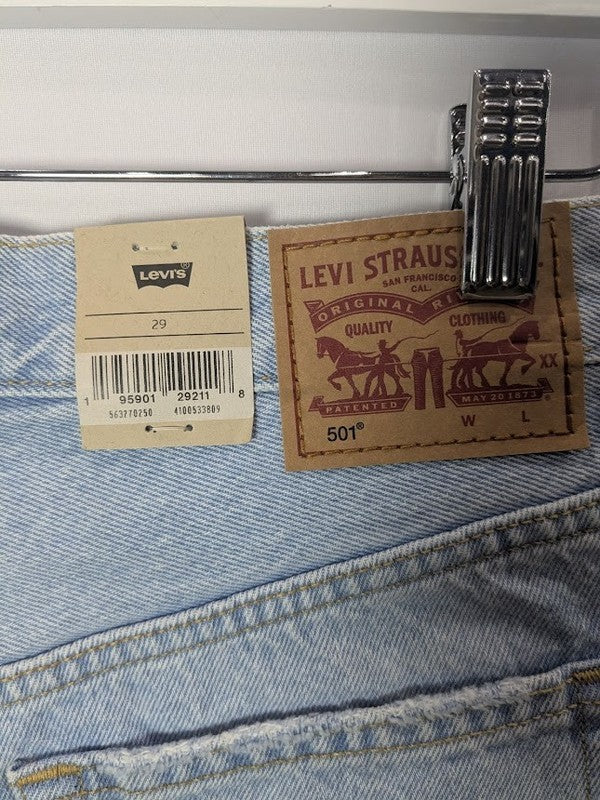 LEVI'S®
29
1 95901 29211 8
563270250 4100533809
LEVI STRAUSS
SAN FRANCISCO
CAL.
ORIGINAL
QUALITY CLOTHING
XX
PATENTED MAY 20 1873 ®
501® W L